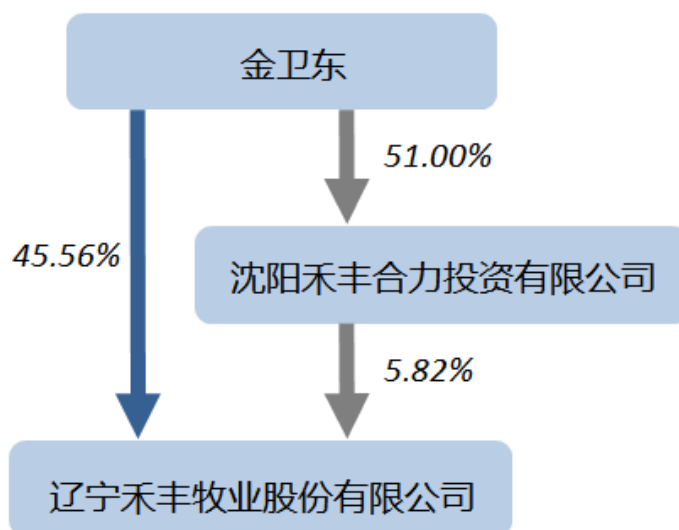 金卫东
51.00%
45.56%
沈阳禾丰合力投资有限公司
5.82%
辽宁禾丰牧业股份有限公司